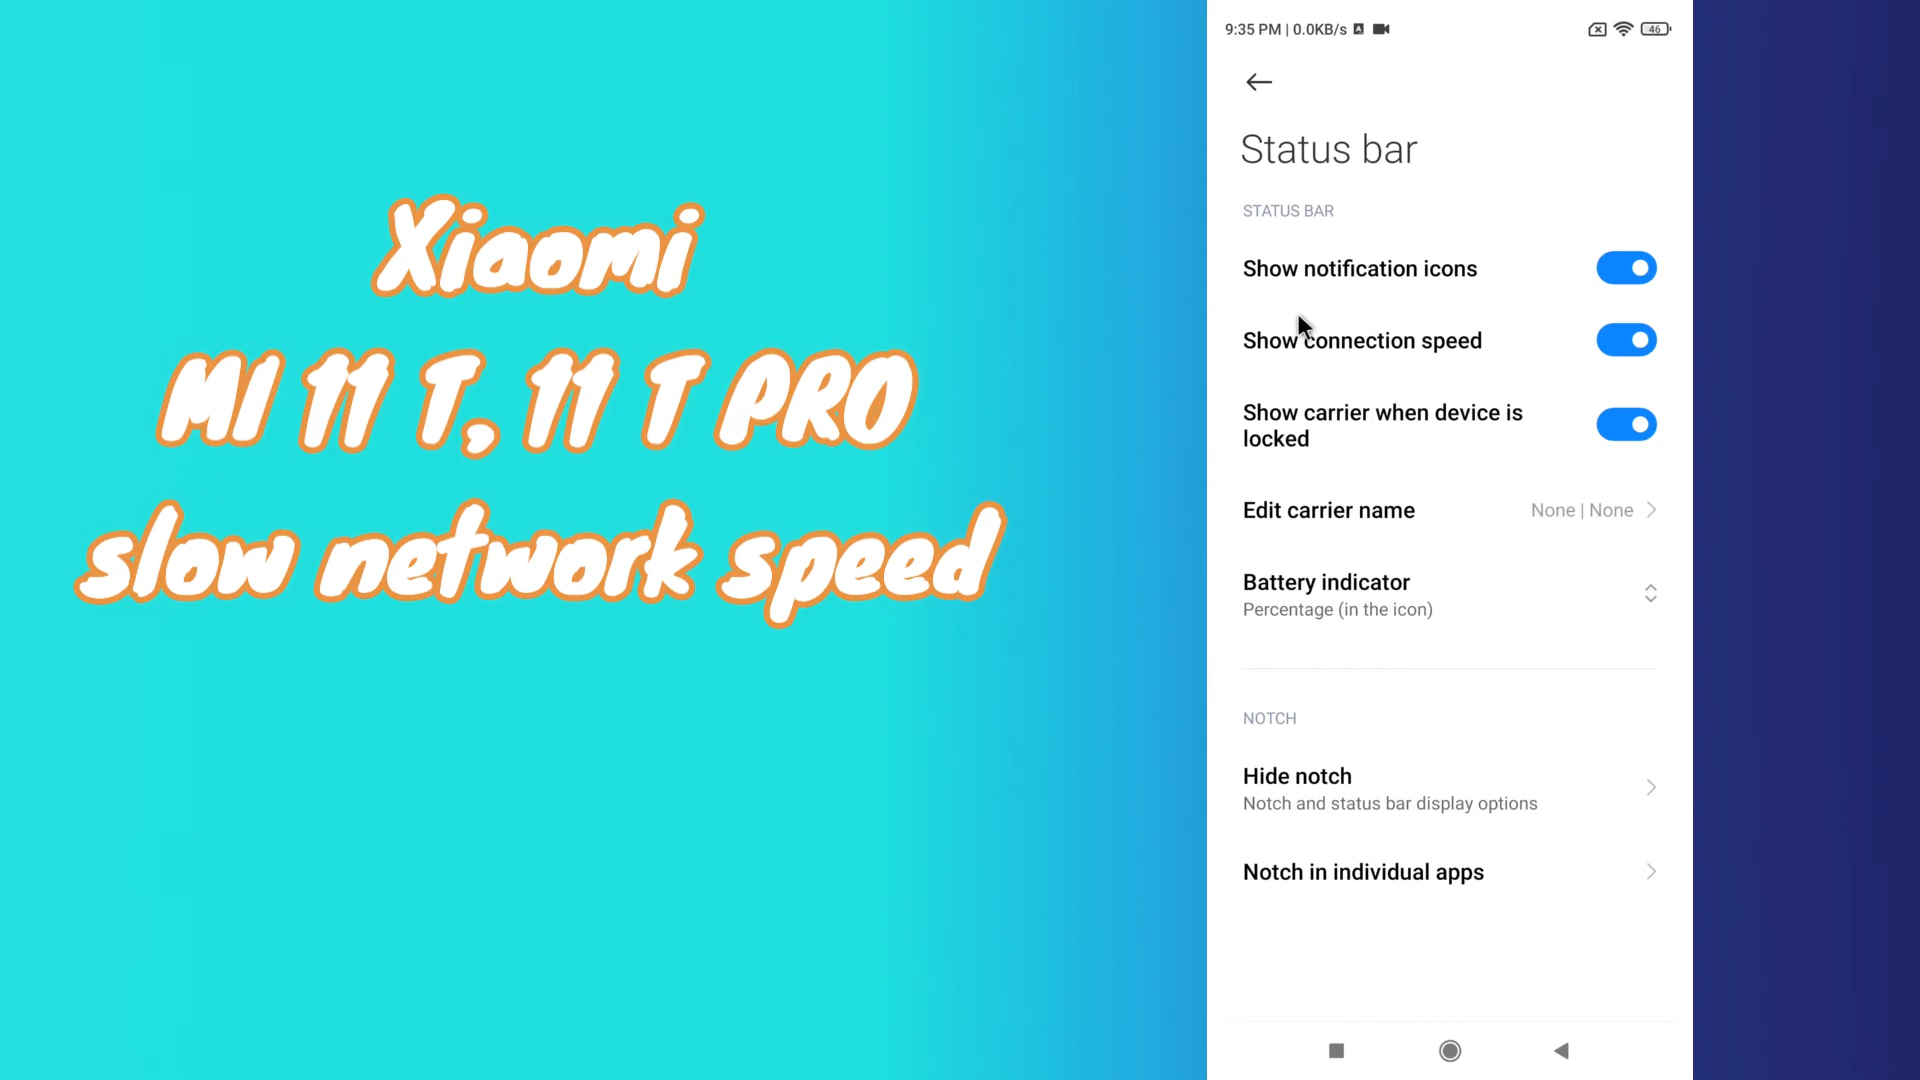 Xiaomi
MI 11 T, 11 T PRO
slow network speed
9:35 PM | 0.0KB/s
46
Status bar
STATUS BAR
Show notification icons
Show connection speed
Show carrier when device is
locked
Edit carrier name None | None
Battery indicator
Percentage (in the icon)
NOTCH
Hide notch
Notch and status bar display options
Notch in individual apps